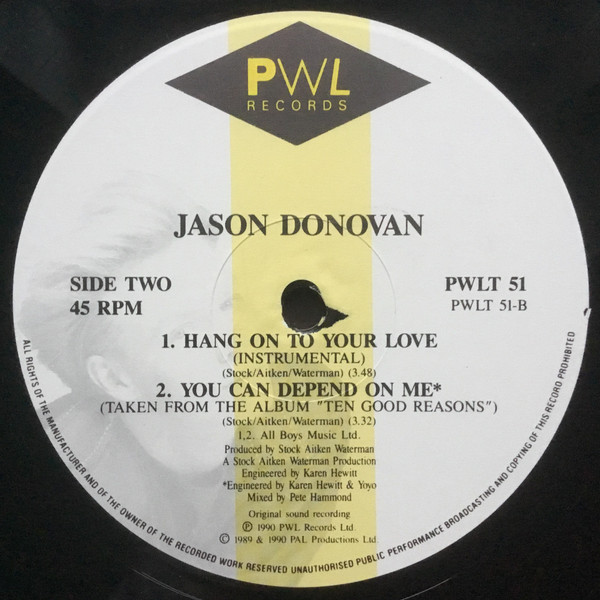 PWL
RECORDS
JASON DONOVAN
SIDE TWO
45 RPM
PWLT 51
PWLT 51-B
1. HANG ON TO YOUR LOVE
(INSTRUMENTAL)
(Stock/Aitken/Waterman) (3.48)
2. YOU CAN DEPEND ON ME*
(TAKEN FROM THE ALBUM "TEN GOOD REASONS")
(Stock/Aitken/Waterman) (3.32)
1,2. All Boys Music Ltd.
Produced by Stock Aitken Waterman
A Stock Aitken Waterman Production
Engineered by Karen Hewitt
*Engineered by Karen Hewitt & Yoyo
Mixed by Pete Hammond
Original sound recording
℗ 1990 PWL Records Ltd.
© 1989 & 1990 PAL Productions Ltd.
ALL RIGHTS OF THE MANUFACTURER AND OF THE OWNER OF THE RECORDED WORK RESERVED UNAUTHORISED PUBLIC PERFORMANCE BROADCASTING AND COPYING OF THIS RECORD PROHIBITED